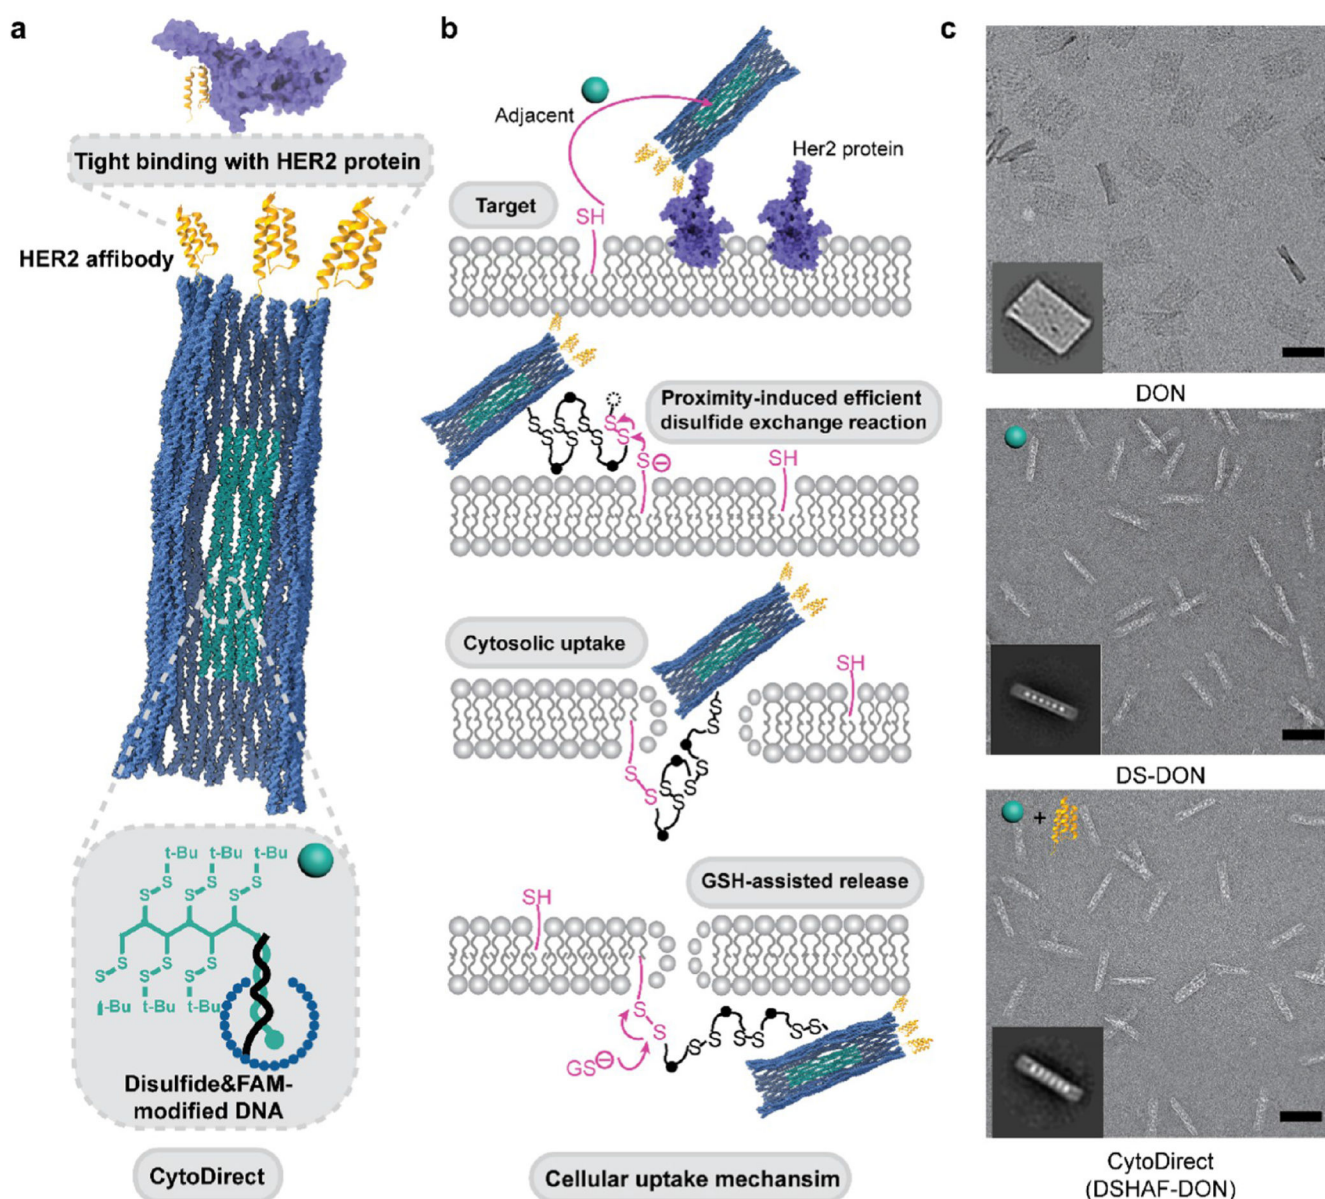 a
Tight binding with HER2 protein
HER2 affibody
t-Bu t-Bu t-Bu
S S S
S S S
S S S
S S S
t-Bu t-Bu t-Bu
Disulfide&FAM-
modified DNA
CytoDirect
b
Adjacent
Her2 protein
Target
SH
Proximity-induced efficient
disulfide exchange reaction
S S S S S S
S
S⊖
SH
Cytosolic uptake
SH
S
S
S
S
GSH-assisted release
SH
S
S
S S S S S S
GS⊖
Cellular uptake mechansim
c
DON
DS-DON
+
CytoDirect
(DSHAF-DON)